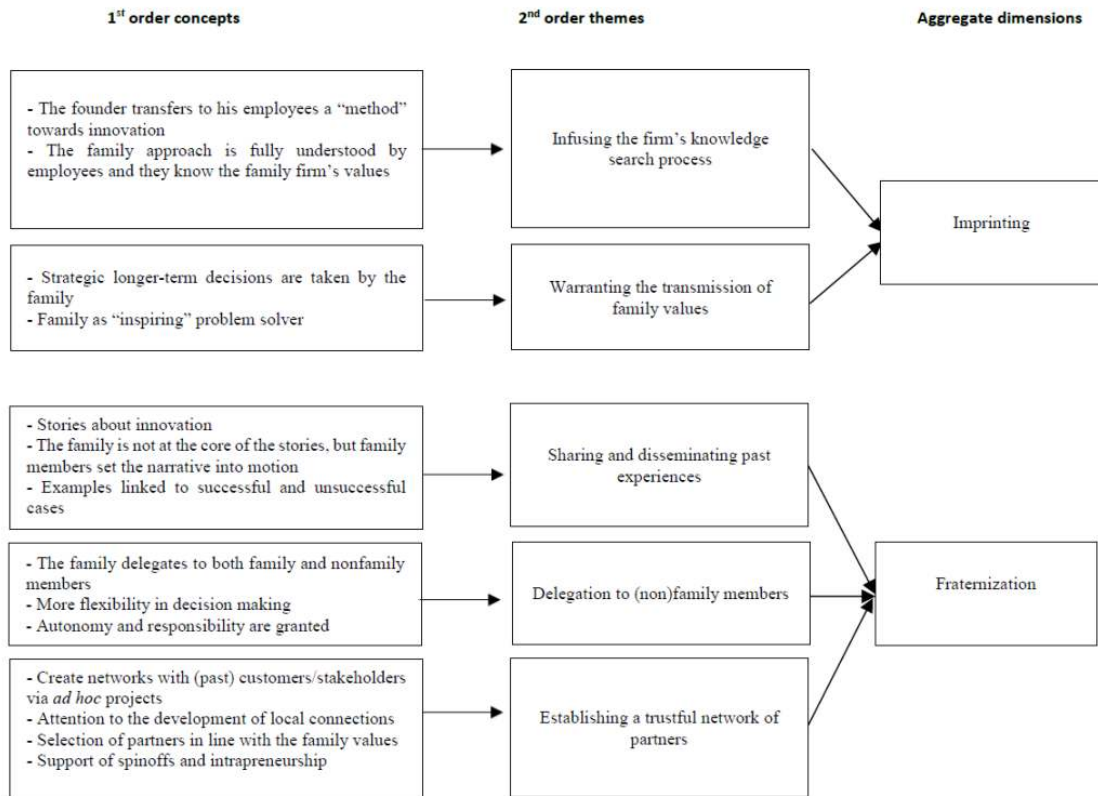 1st order concepts
2nd order themes
Aggregate dimensions
- The founder transfers to his employees a “method”
towards innovation
- The family approach is fully understood by
employees and they know the family firm’s values
Infusing the firm’s knowledge
search process
Imprinting
- Strategic longer-term decisions are taken by the
family
- Family as “inspiring” problem solver
Warranting the transmission of
family values
- Stories about innovation
- The family is not at the core of the stories, but family
members set the narrative into motion
- Examples linked to successful and unsuccessful
cases
Sharing and disseminating past
experiences
- The family delegates to both family and nonfamily
members
- More flexibility in decision making
- Autonomy and responsibility are granted
Delegation to (non)family members
Fraternization
- Create networks with (past) customers/stakeholders
via ad hoc projects
- Attention to the development of local connections
- Selection of partners in line with the family values
- Support of spinoffs and intrapreneurship
Establishing a trustful network of
partners